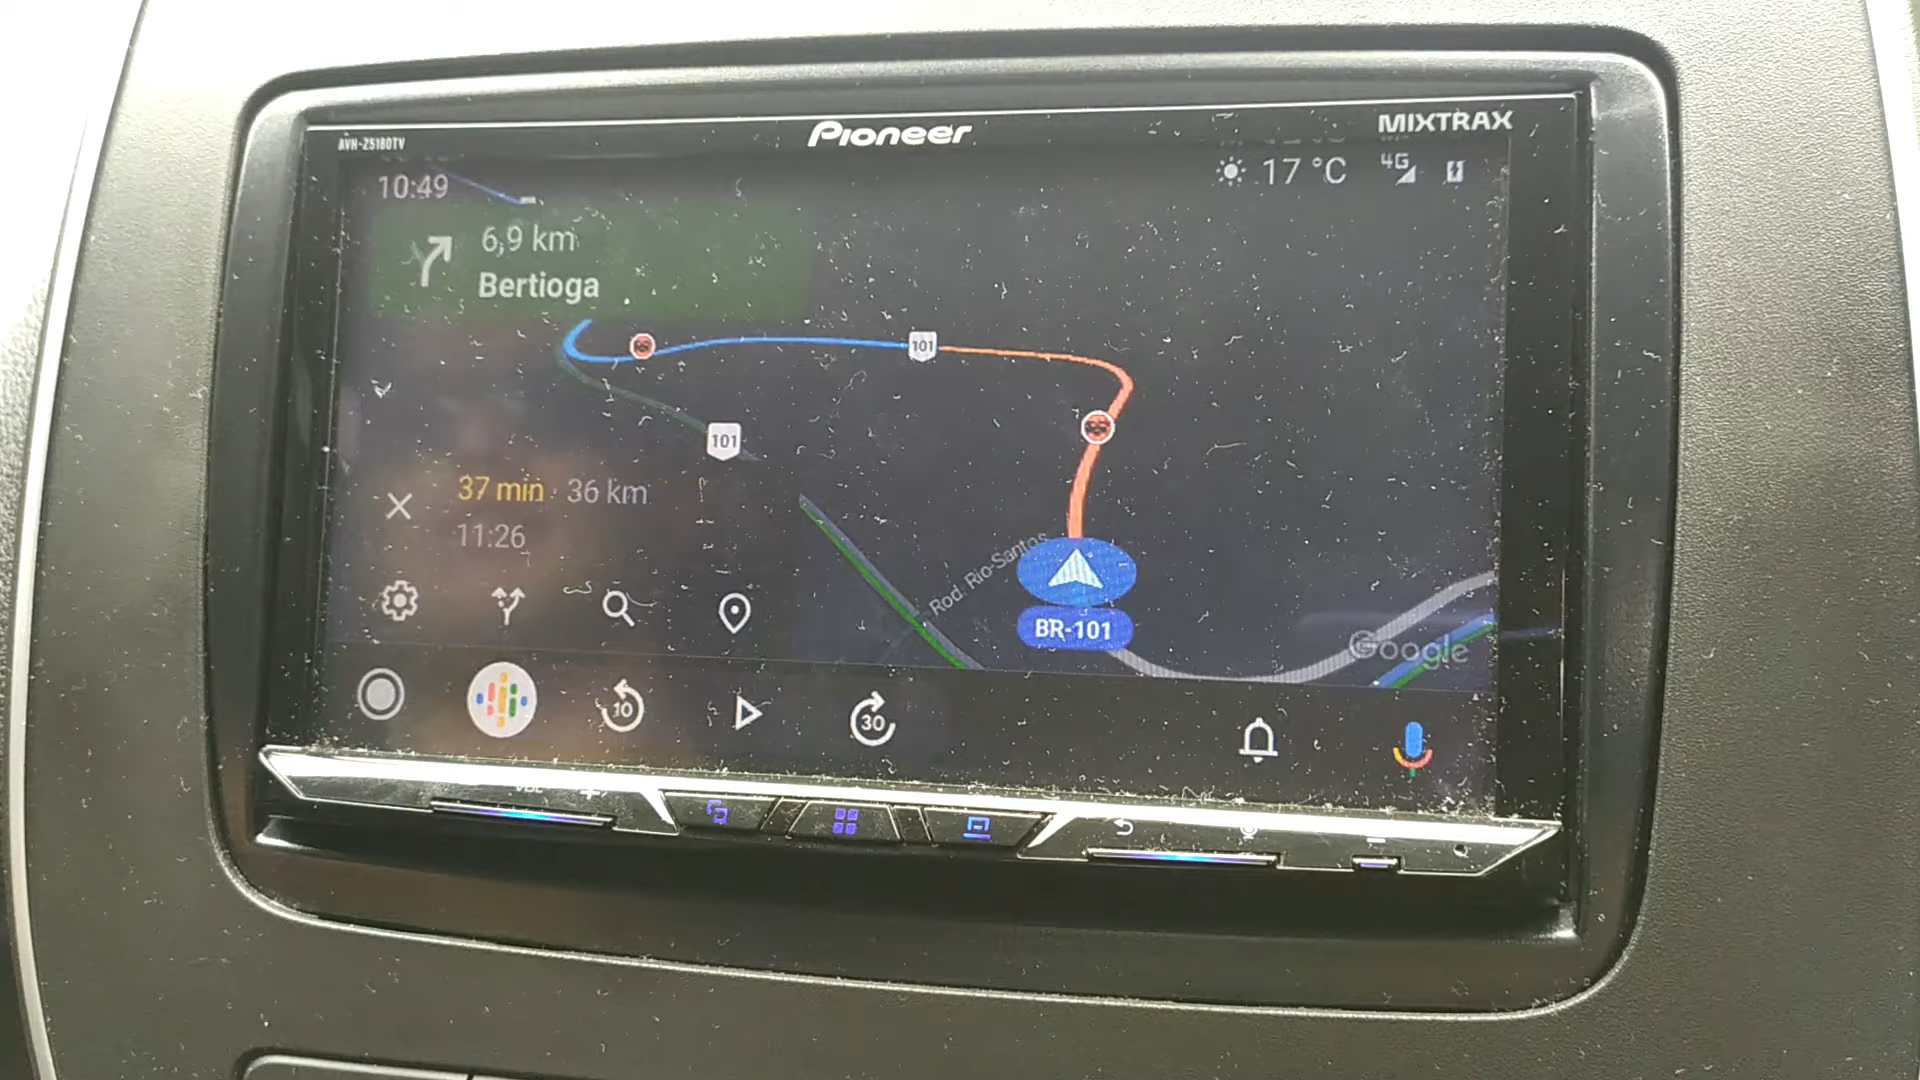 Pioneer
MIXTRAX
AVH-Z5180TV
10:49
17 °C
4G
6,9 km
Bertioga
101
101
37 min · 36 km
11:26
Rod. Rio-Santos
BR-101
Google
10
30
VOL